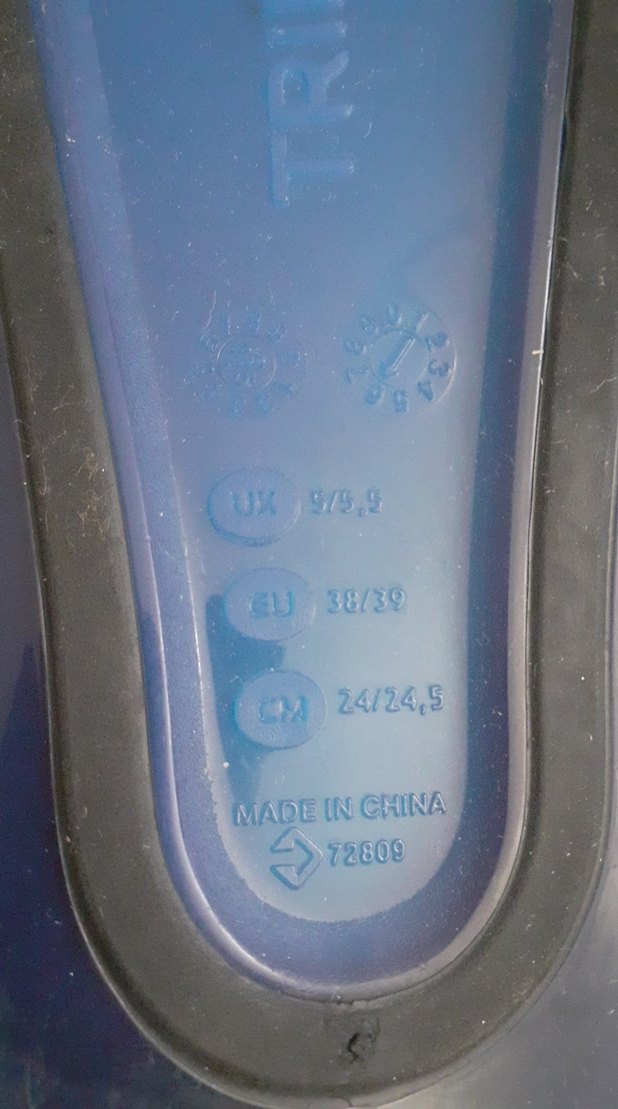 UK 5/5,5
EU 38/39
CM 24/24,5
MADE IN CHINA
72809